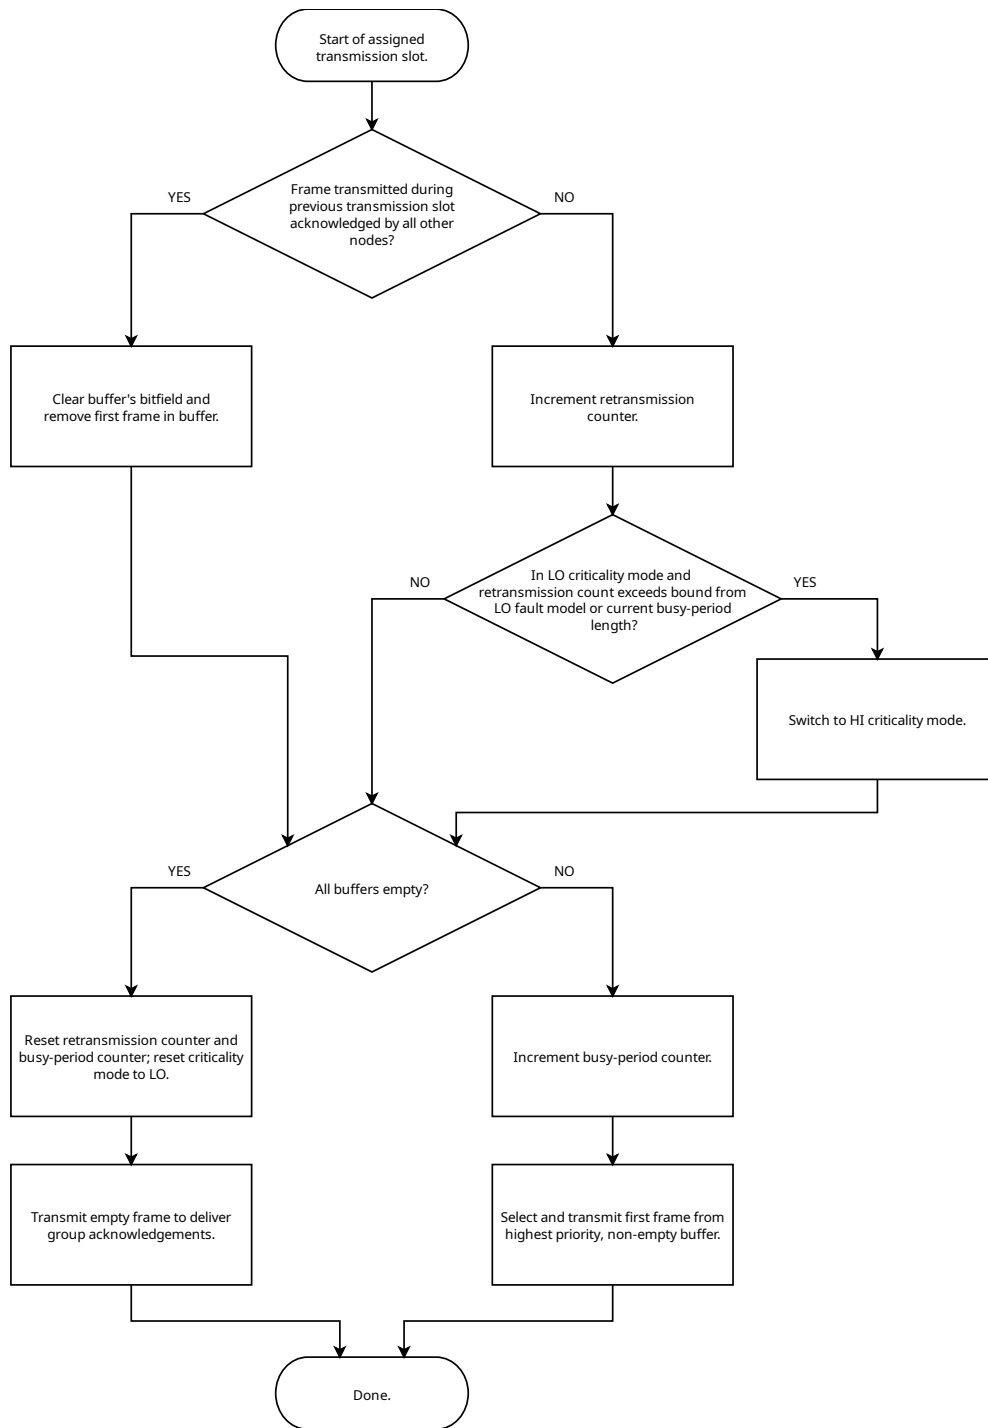 Start of assigned
transmission slot.
Frame transmitted during
previous transmission slot
acknowledged by all other
nodes?
YES
NO
Clear buffer's bitfield and
remove first frame in buffer.
Increment retransmission
counter.
In LO criticality mode and
retransmission count exceeds bound from
LO fault model or current busy-period
length?
NO
YES
Switch to HI criticality mode.
All buffers empty?
YES
NO
Reset retransmission counter and
busy-period counter; reset criticality
mode to LO.
Increment busy-period counter.
Transmit empty frame to deliver
group acknowledgements.
Select and transmit first frame from
highest priority, non-empty buffer.
Done.